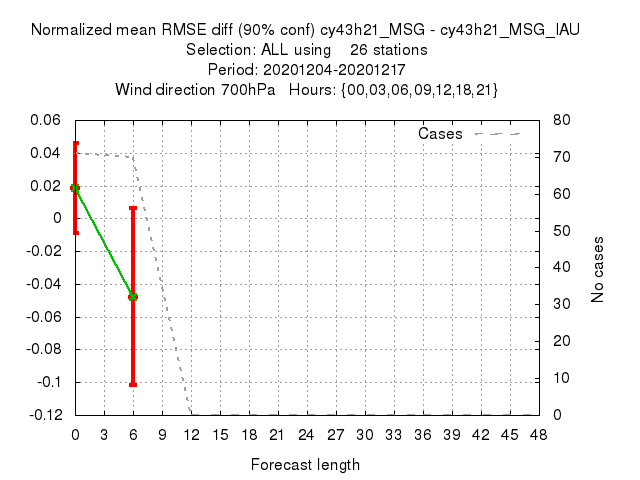 Normalized mean RMSE diff (90% conf) cy43h21_MSG - cy43h21_MSG_IAU
Selection: ALL using 26 stations
Period: 20201204-20201217
Wind direction 700hPa Hours: {00,03,06,09,12,18,21}
Cases
0.06
0.04
0.02
0
-0.02
-0.04
-0.06
-0.08
-0.1
-0.12
80
70
60
50
40
30
20
10
0
No cases
0 3 6 9 12 15 18 21 24 27 30 33 36 39 42 45 48
Forecast length